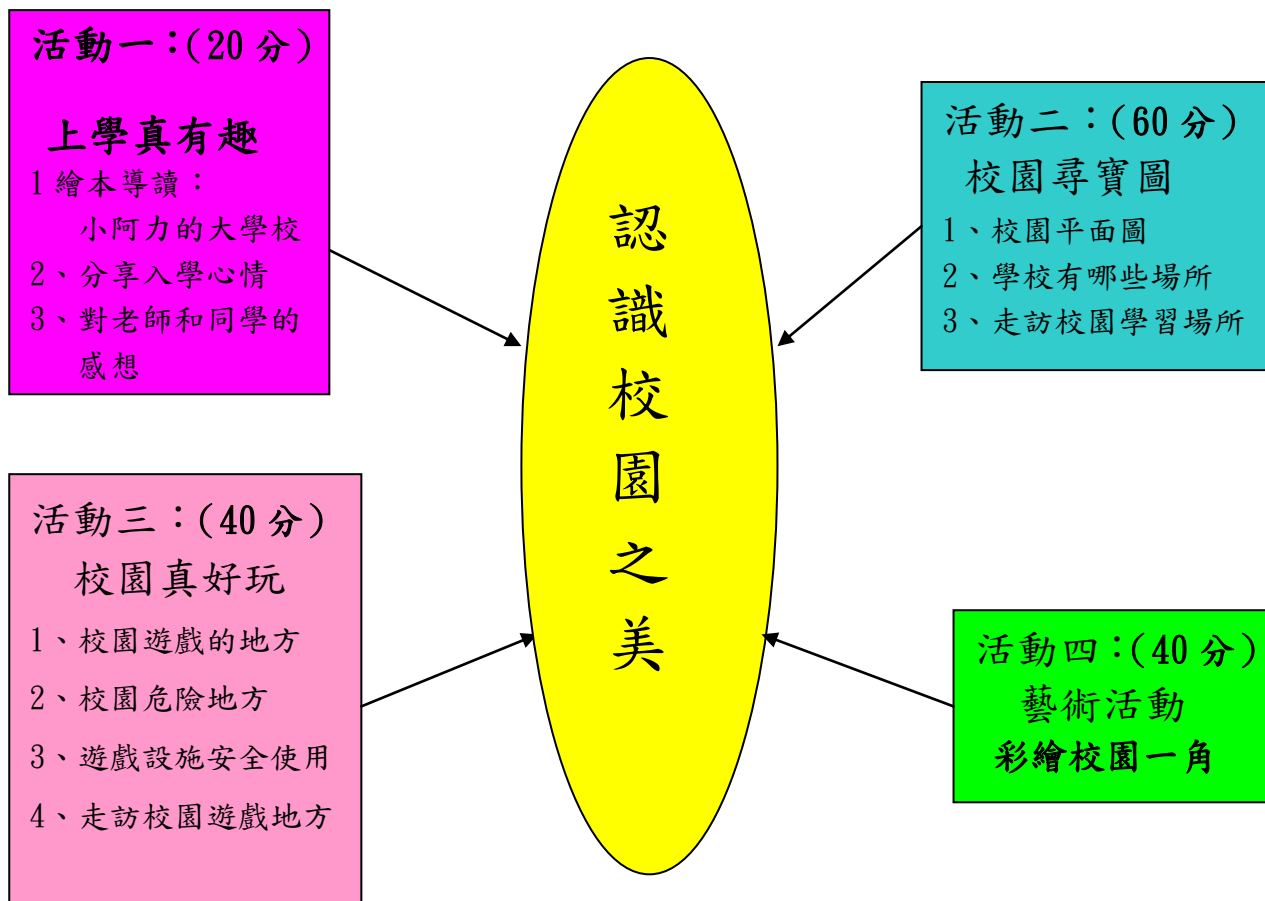 活動一：(20 分)
上學真有趣
1 繪本導讀：
小阿力的大學校
2、分享入學心情
3、對老師和同學的
感想
認識校園之美
活動二：(60 分)
校園尋寶圖
1、校園平面圖
2、學校有哪些場所
3、走訪校園學習場所
活動三：(40 分)
校園真好玩
1、校園遊戲的地方
2、校園危險地方
3、遊戲設施安全使用
4、走訪校園遊戲地方
活動四：(40 分)
藝術活動
彩繪校園一角